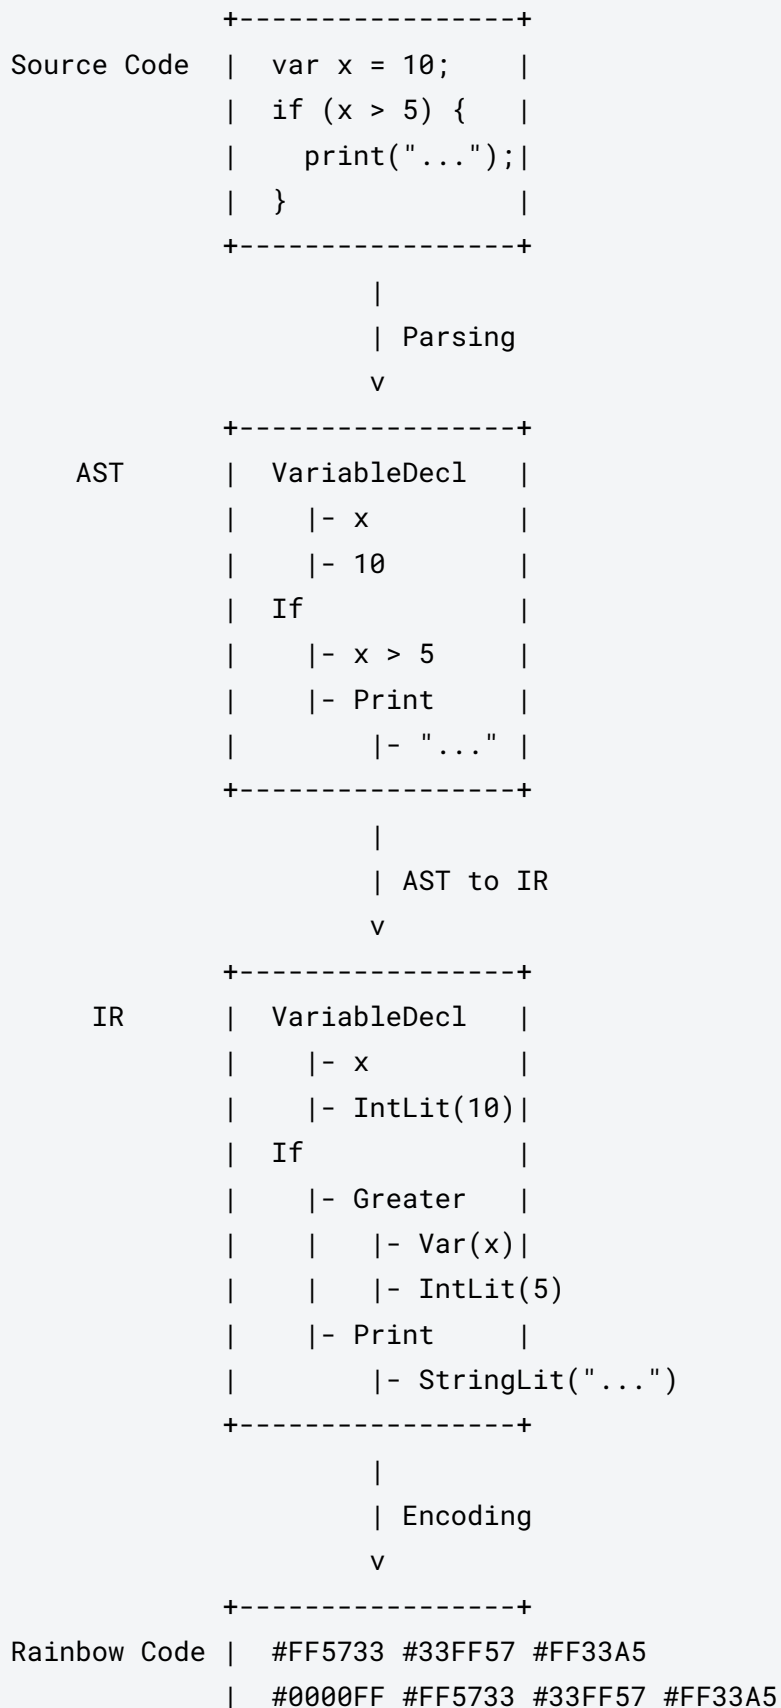 +-----------------+
Source Code  |  var x = 10;    |
             |  if (x > 5) {   |
             |    print("...");|
             |  }              |
             +-----------------+
                      |
                      | Parsing
                      v
             +-----------------+
    AST      |  VariableDecl   |
             |    |- x         |
             |    |- 10        |
             |  If             |
             |    |- x > 5     |
             |    |- Print     |
             |        |- "..." |
             +-----------------+
                      |
                      | AST to IR
                      v
             +-----------------+
     IR      |  VariableDecl   |
             |    |- x         |
             |    |- IntLit(10)|
             |  If             |
             |    |- Greater   |
             |    |   |- Var(x)|
             |    |   |- IntLit(5)
             |    |- Print     |
             |        |- StringLit("...")
             +-----------------+
                      |
                      | Encoding
                      v
             +-----------------+
Rainbow Code |  #FF5733 #33FF57 #FF33A5
             |  #0000FF #FF5733 #33FF57 #FF33A5